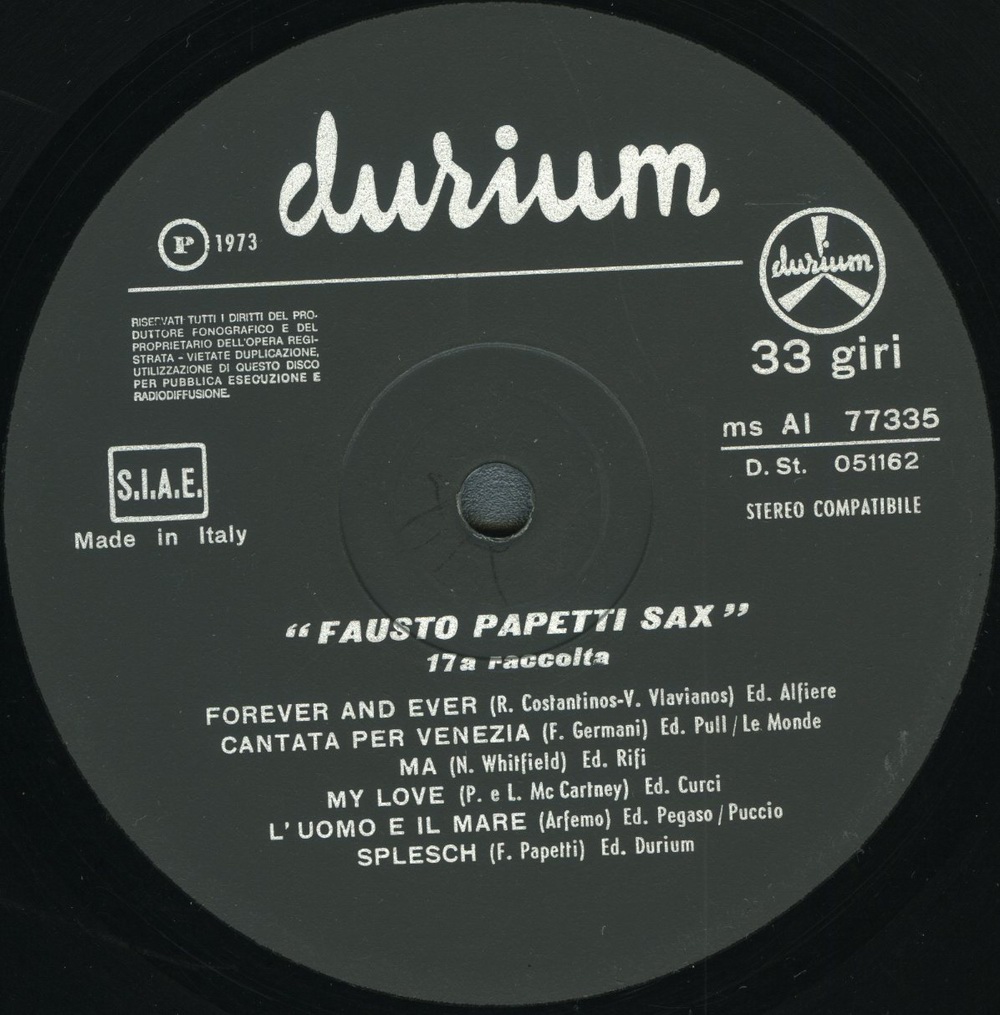 durium
P 1973
durium
33 giri
RISERVATI TUTTI I DIRITTI DEL PRO-
DUTTORE FONOGRAFICO E DEL
PROPRIETARIO DELL'OPERA REGI-
STRATA - VIETATE DUPLICAZIONE,
UTILIZZAZIONE DI QUESTO DISCO
PER PUBBLICA ESECUZIONE E
RADIODIFFUSIONE.
ms AI 77335
D. St. 051162
STEREO COMPATIBILE
S.I.A.E.
Made in Italy
“FAUSTO PAPETTI SAX”
17a raccolta
FOREVER AND EVER (R. Costantinos-V. Vlavianos) Ed. Alfiere
CANTATA PER VENEZIA (F. Germani) Ed. Pull / Le Monde
MA (N. Whitfield) Ed. Rifi
MY LOVE (P. e L. Mc Cartney) Ed. Curci
L'UOMO E IL MARE (Arfemo) Ed. Pegaso / Puccio
SPLESCH (F. Papetti) Ed. Durium